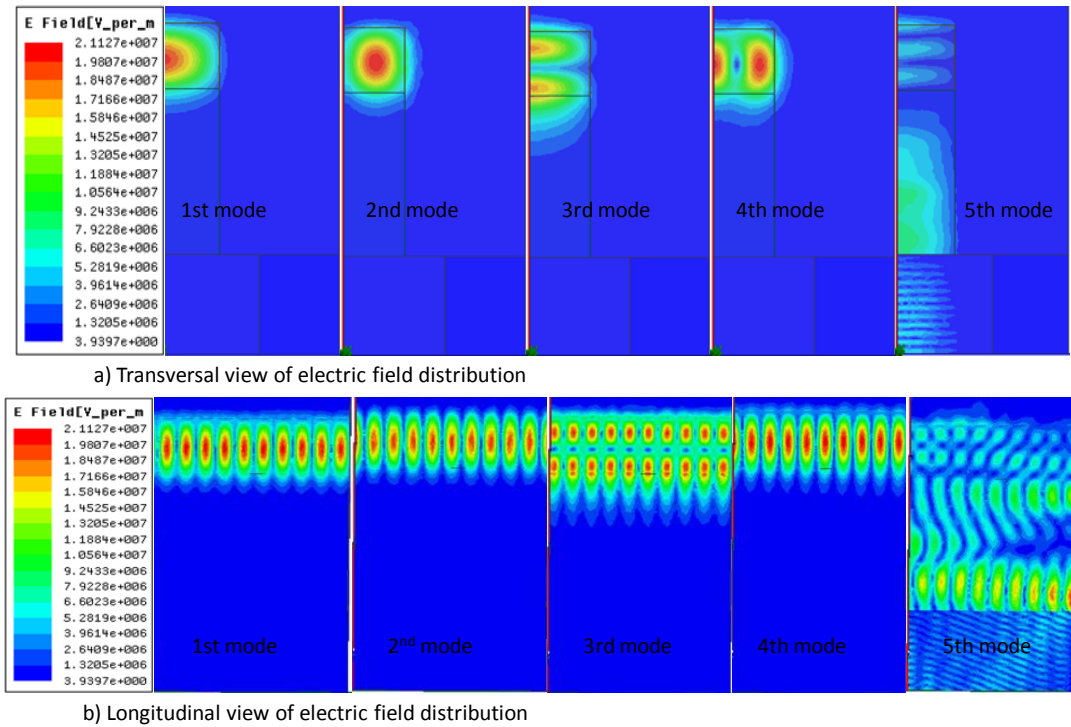 E Field[V_per_m
2.1127e+007
1.9807e+007
1.8487e+007
1.7166e+007
1.5846e+007
1.4525e+007
1.3205e+007
1.1884e+007
1.0564e+007
9.2433e+006
7.9228e+006
6.6023e+006
5.2819e+006
3.9614e+006
2.6409e+006
1.3205e+006
3.9397e+000
1st mode
2nd mode
3rd mode
4th mode
5th mode
a) Transversal view of electric field distribution
E Field[V_per_m
2.1127e+007
1.9807e+007
1.8487e+007
1.7166e+007
1.5846e+007
1.4525e+007
1.3205e+007
1.1884e+007
1.0564e+007
9.2433e+006
7.9228e+006
6.6023e+006
5.2819e+006
3.9614e+006
2.6409e+006
1.3205e+006
3.9397e+000
1st mode
2nd mode
3rd mode
4th mode
5th mode
b) Longitudinal view of electric field distribution